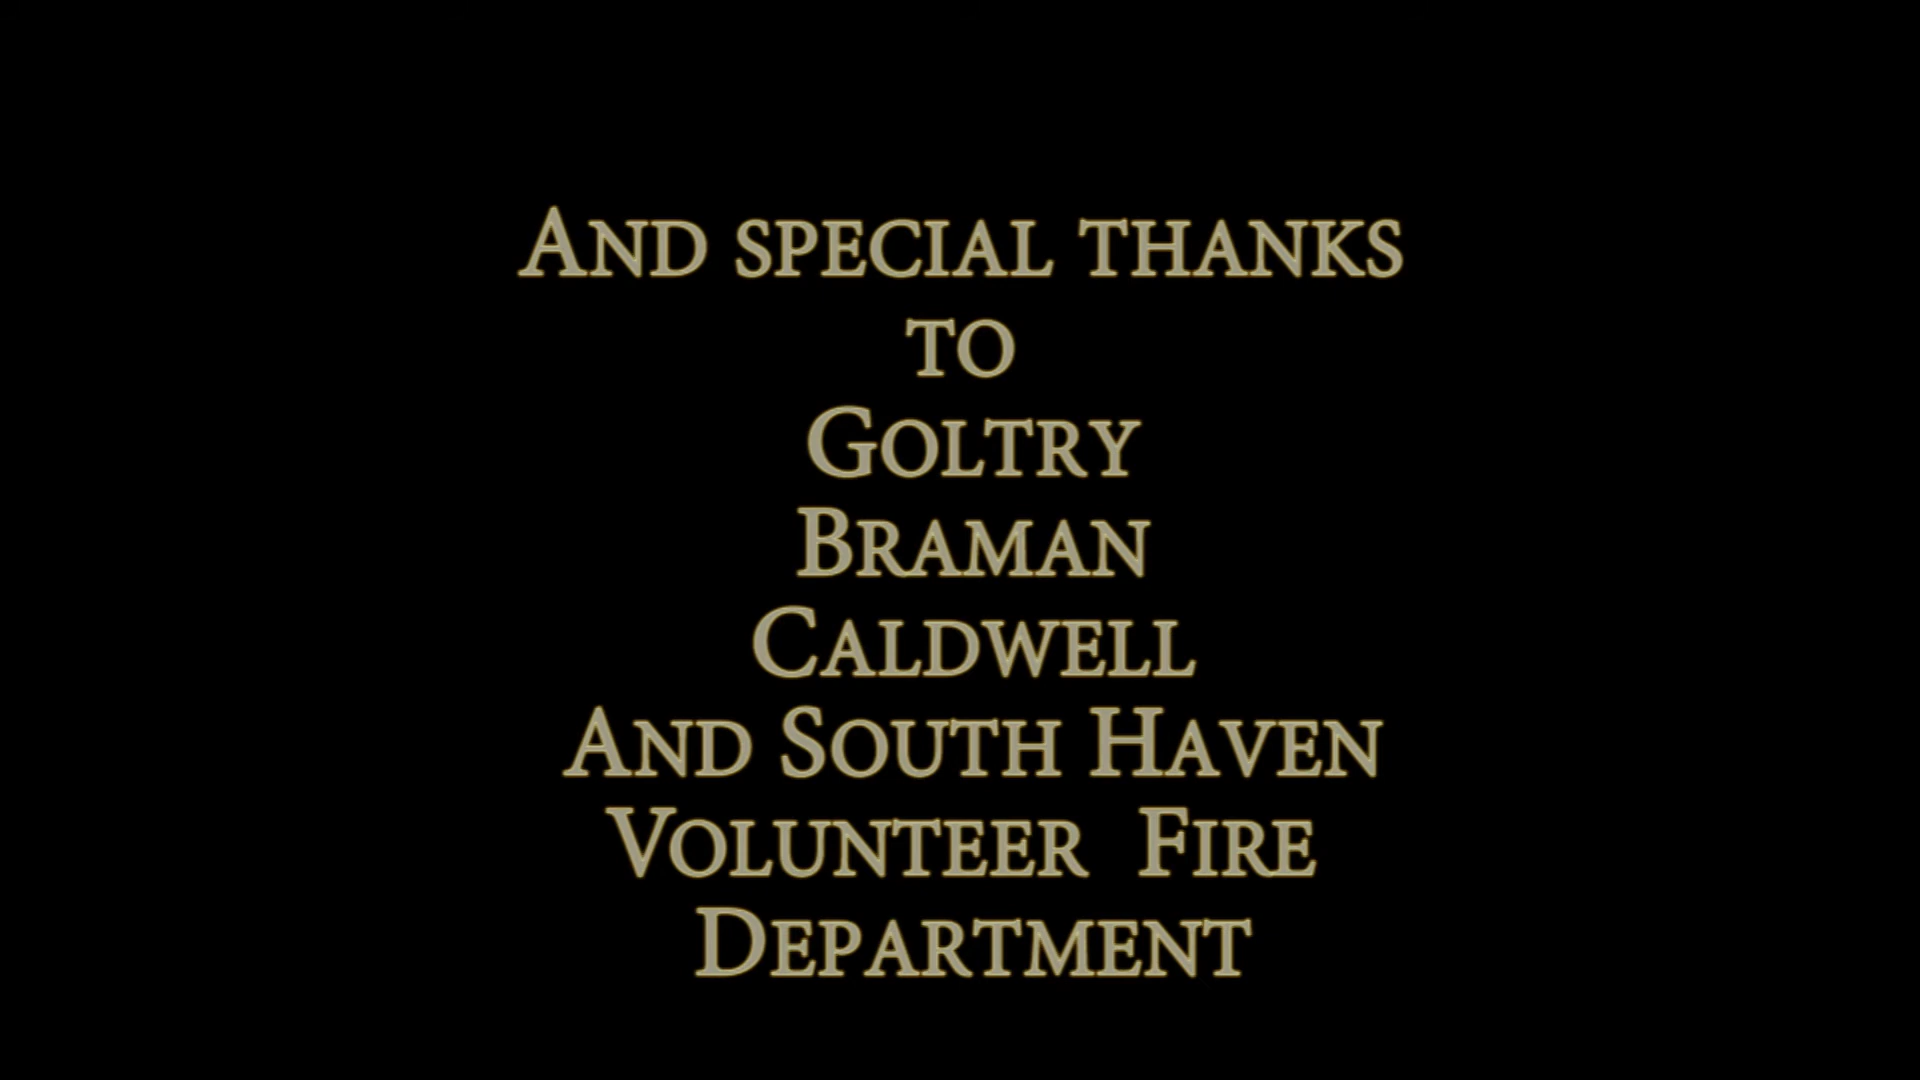 And special thanks
to
Goltry
Braman
Caldwell
And South Haven
Volunteer  Fire
Department